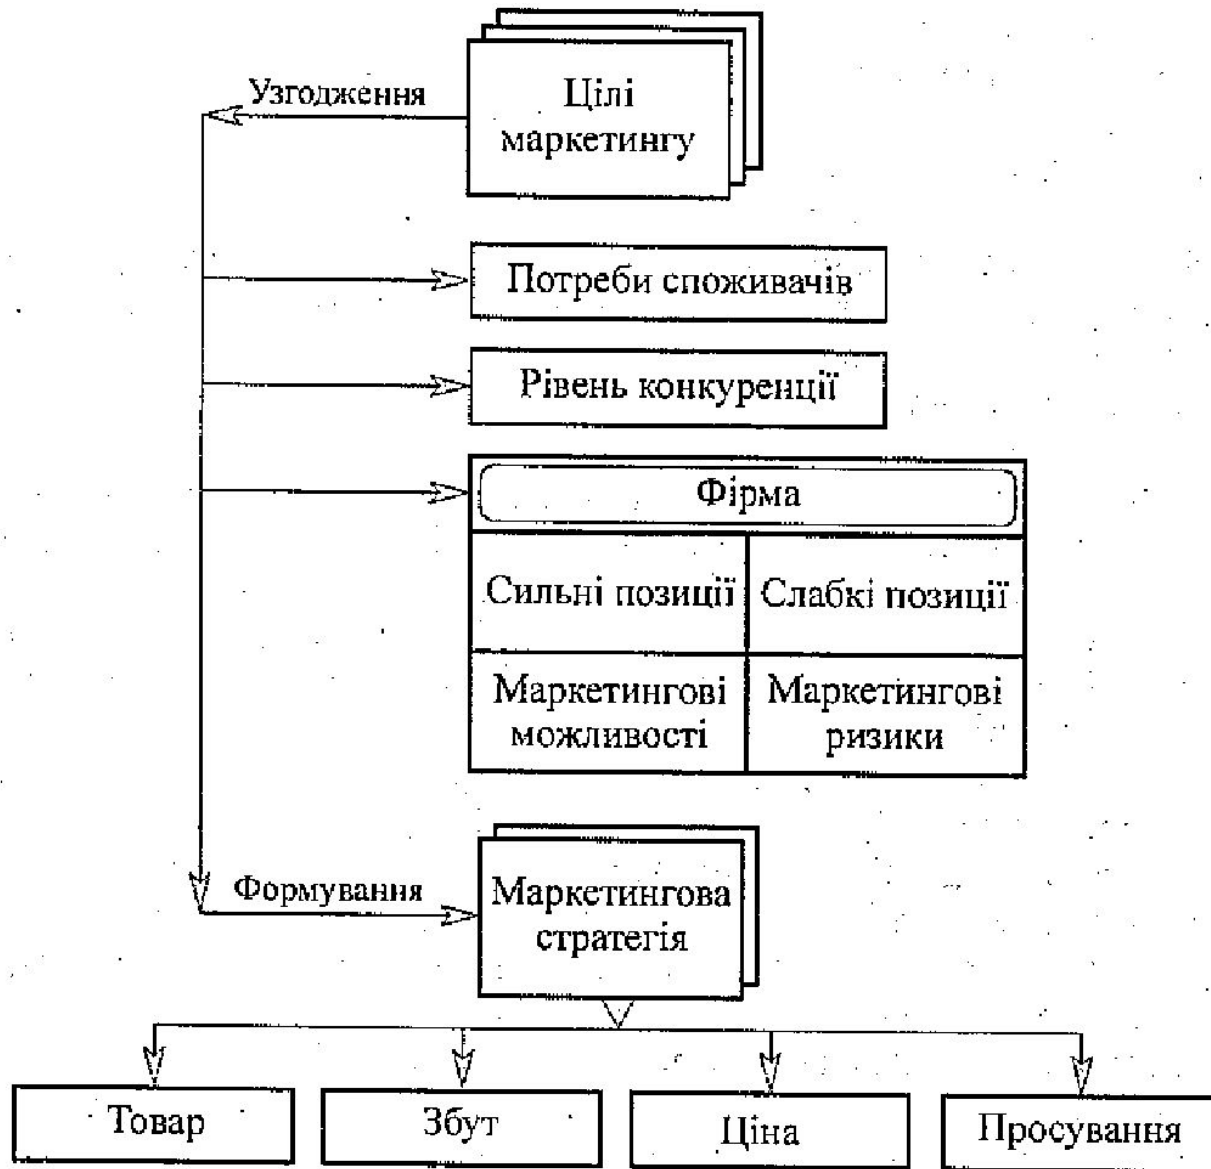 Цілі
маркетингу
Узгодження
Потреби споживачів
Рівень конкуренції
Фірма
Сильні позиції
Слабкі позиції
Маркетингові
можливості
Маркетингові
ризики
Формування
Маркетингова
стратегія
Товар
Збут
Ціна
Просування